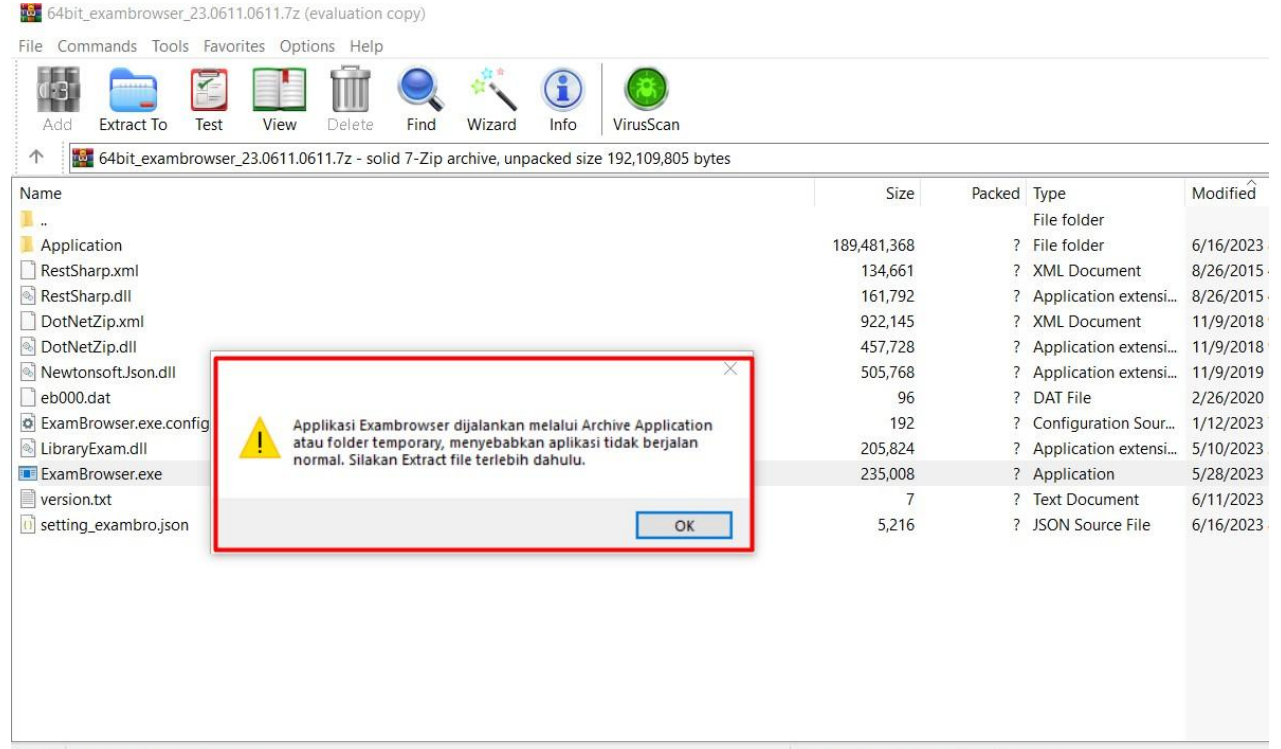 64bit_exambrowser_23.0611.0611.7z (evaluation copy)
File Commands Tools Favorites Options Help
Add Extract To Test View Delete Find Wizard Info VirusScan
64bit_exambrowser_23.0611.0611.7z - solid 7-Zip archive, unpacked size 192,109,805 bytes
Name Size Packed Type Modified
.. File folder
Application 189,481,368 ? File folder 6/16/2023
RestSharp.xml 134,661 ? XML Document 8/26/2015
RestSharp.dll 161,792 ? Application extensi... 8/26/2015
DotNetZip.xml 922,145 ? XML Document 11/9/2018
DotNetZip.dll 457,728 ? Application extensi... 11/9/2018
Newtonsoft.Json.dll 505,768 ? Application extensi... 11/9/2019
eb000.dat 96 ? DAT File 2/26/2020
ExamBrowser.exe.config 192 ? Configuration Sour... 1/12/2023
LibraryExam.dll 205,824 ? Application extensi... 5/10/2023
ExamBrowser.exe 235,008 ? Application 5/28/2023
version.txt 7 ? Text Document 6/11/2023
setting_exambro.json 5,216 ? JSON Source File 6/16/2023
Applikasi Exambrowser dijalankan melalui Archive Application
atau folder temporary, menyebabkan aplikasi tidak berjalan
normal. Silakan Extract file terlebih dahulu.
OK